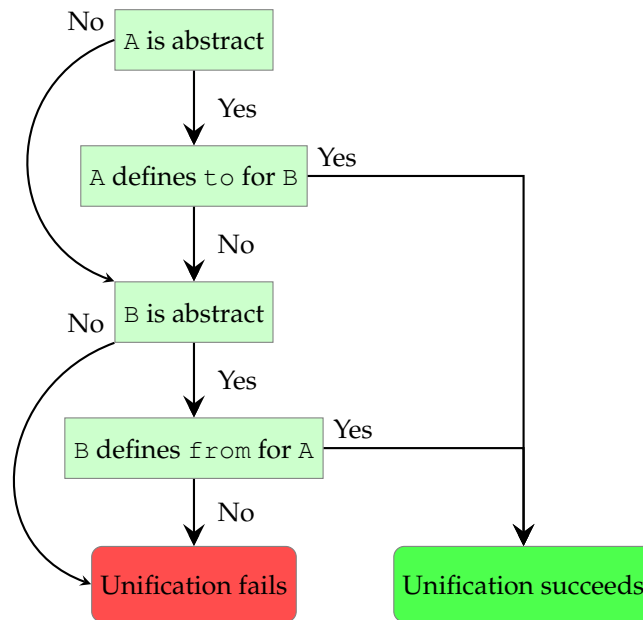 No
A is abstract
Yes
A defines to for B
Yes
No
B is abstract
No
Yes
B defines from for A
Yes
No
Unification fails
Unification succeeds